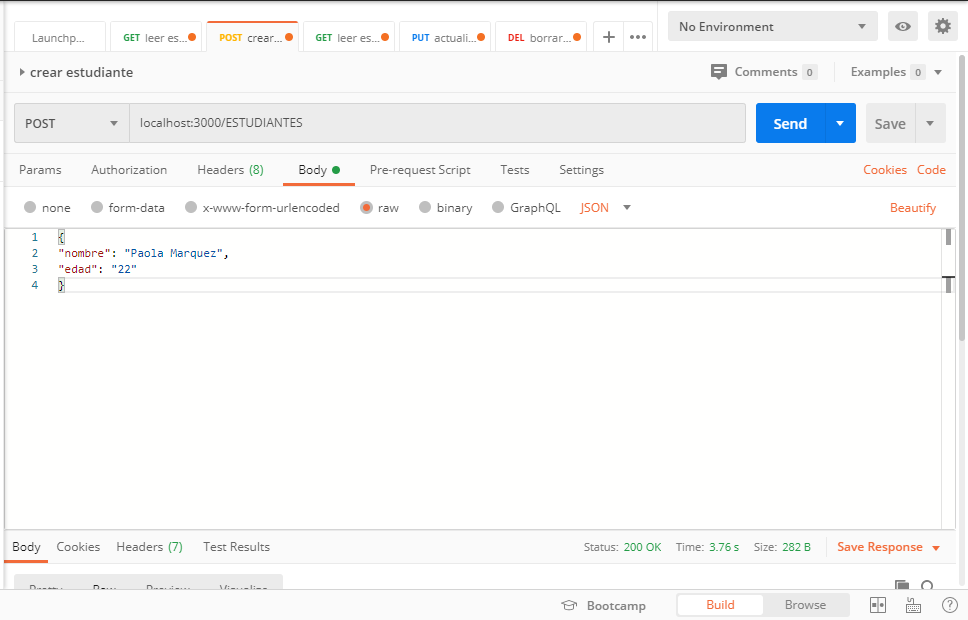 Launchp...
GET leer es...
POST crear...
GET leer es...
PUT actuali...
DEL borrar...
No Environment
crear estudiante
Comments 0
Examples 0
POST
localhost:3000/ESTUDIANTES
Send
Save
Params
Authorization
Headers (8)
Body
Pre-request Script
Tests
Settings
Cookies
Code
none
form-data
x-www-form-urlencoded
raw
binary
GraphQL
JSON
Beautify
1 {
2 "nombre": "Paola Marquez",
3 "edad": "22"
4 }
Body
Cookies
Headers (7)
Test Results
Status: 200 OK
Time: 3.76 s
Size: 282 B
Save Response
Pretty
Raw
Preview
Visualize
Bootcamp
Build
Browse